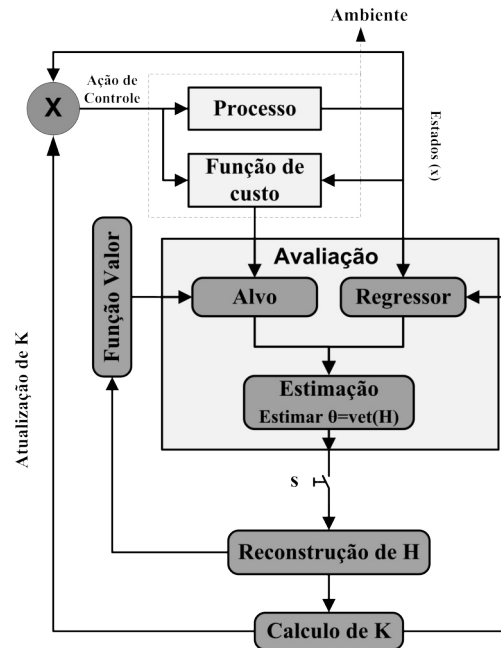 Ambiente
Ação de
Controle
X
Processo
Estados (x)
Função de
custo
Avaliação
Função Valor
Alvo
Regressor
Estimação
Estimar θ=vet(H)
Atualização de K
S
Reconstrução de H
Calculo de K